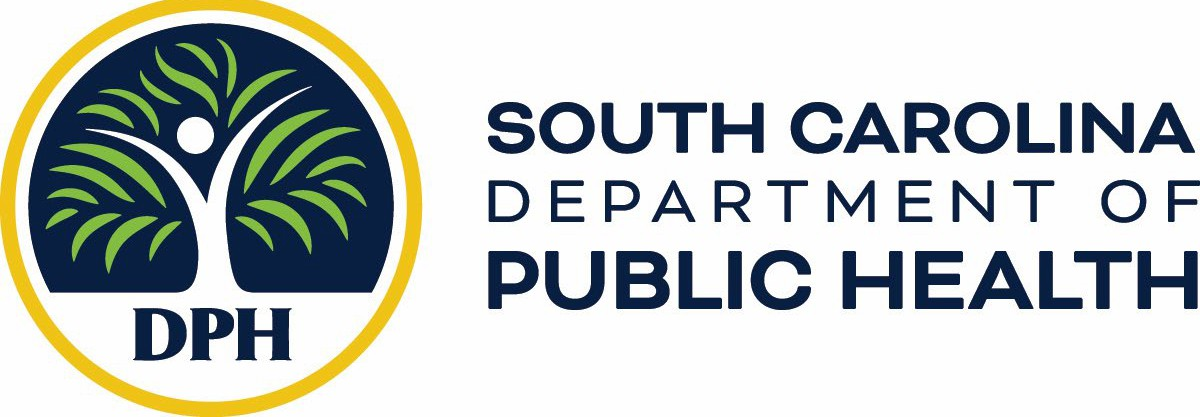 DPH
SOUTH CAROLINA
DEPARTMENT OF
PUBLIC HEALTH